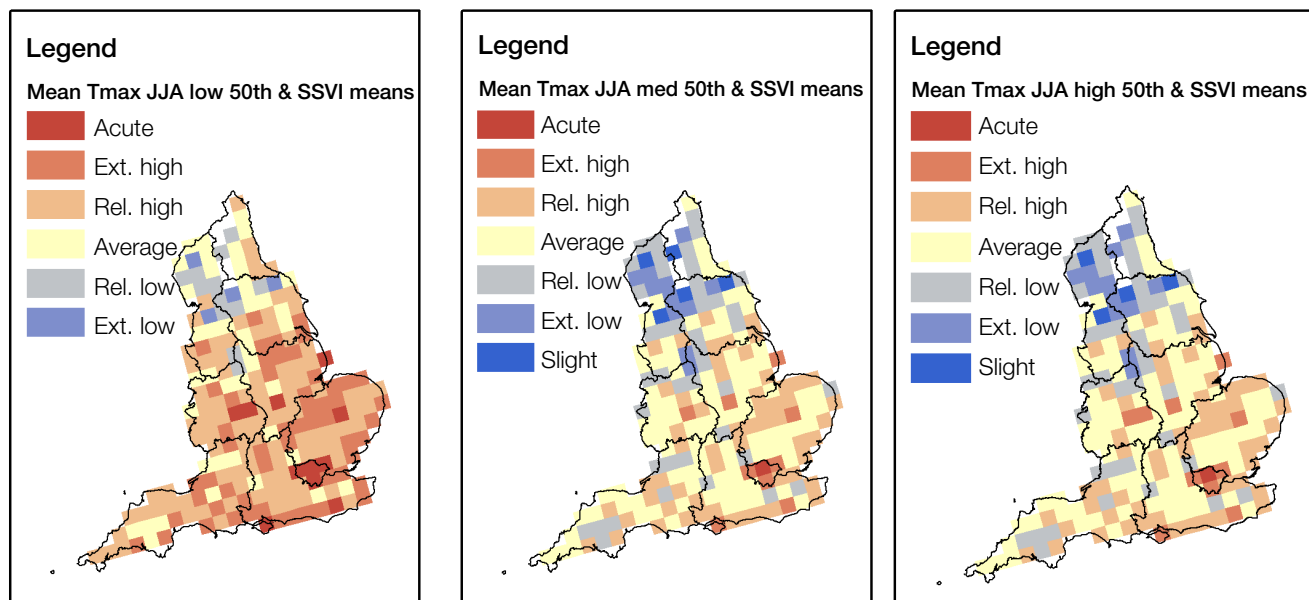 Legend
Mean Tmax JJA low 50th & SSVI means
Acute
Ext. high
Rel. high
Average
Rel. low
Ext. low
Legend
Mean Tmax JJA med 50th & SSVI means
Acute
Ext. high
Rel. high
Average
Rel. low
Ext. low
Slight
Legend
Mean Tmax JJA high 50th & SSVI means
Acute
Ext. high
Rel. high
Average
Rel. low
Ext. low
Slight